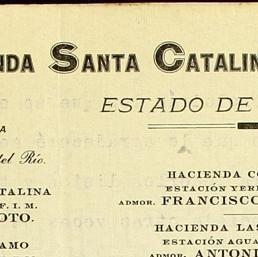 NDA SANTA CATALIN
ESTADO DE
A
del Río.
HACIENDA CO
ATALINA
ESTACIÓN YER
F. I. M.
ADMOR. FRANCISCO
OTO.
HACIENDA LAS
AMO
ESTACIÓN AGUA
ADMOR. ANTONI